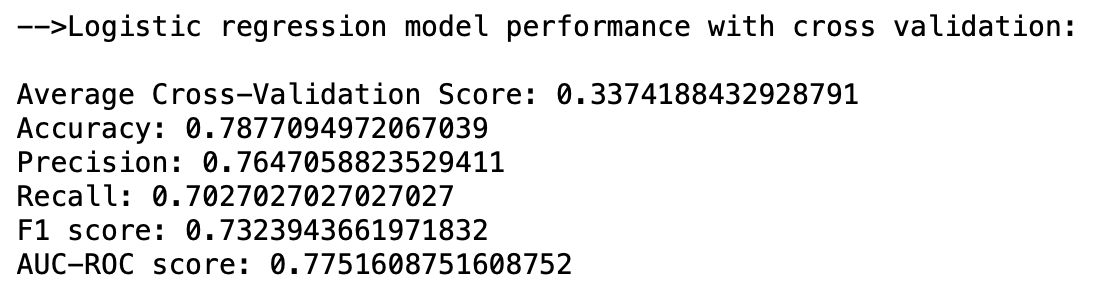 -->Logistic regression model performance with cross validation:
Average Cross-Validation Score: 0.3374188432928791
Accuracy: 0.7877094972067039
Precision: 0.7647058823529411
Recall: 0.7027027027027027
F1 score: 0.7323943661971832
AUC-ROC score: 0.7751608751608752